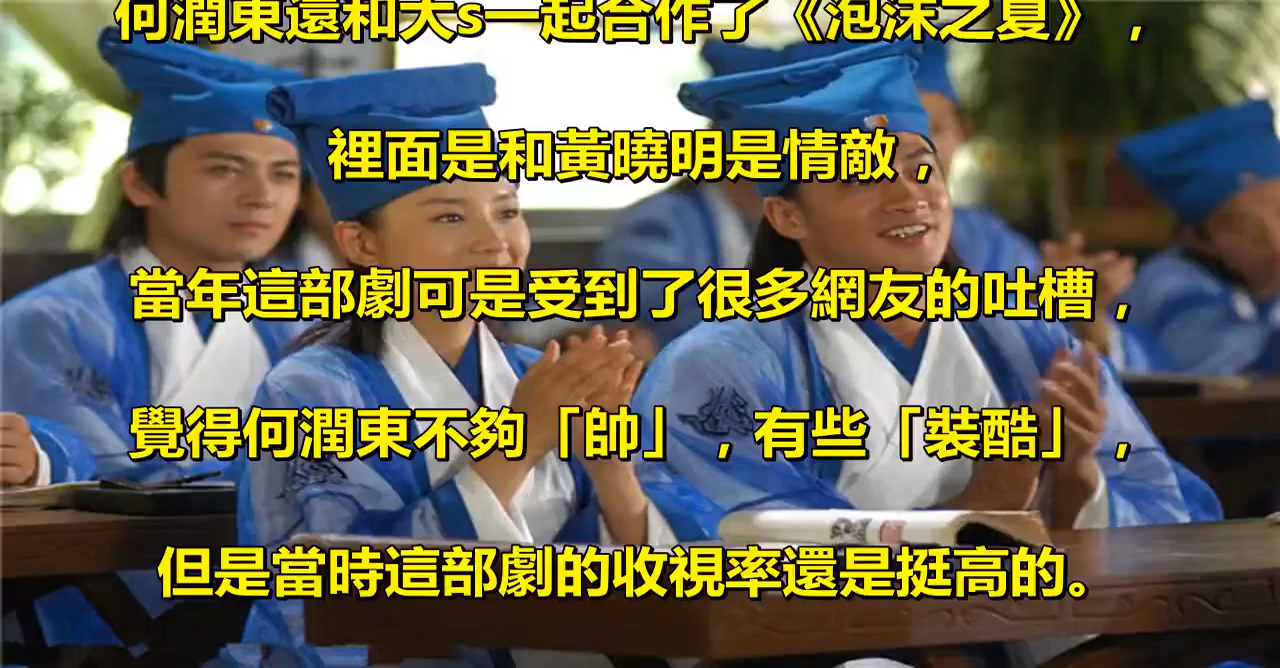 何潤東還和大s一起合作了《泡沫之夏》，
裡面是和黃曉明是情敵，
當年這部劇可是受到了很多網友的吐槽，
覺得何潤東不夠「帥」，有些「裝酷」，
但是當時這部劇的收視率還是挺高的。